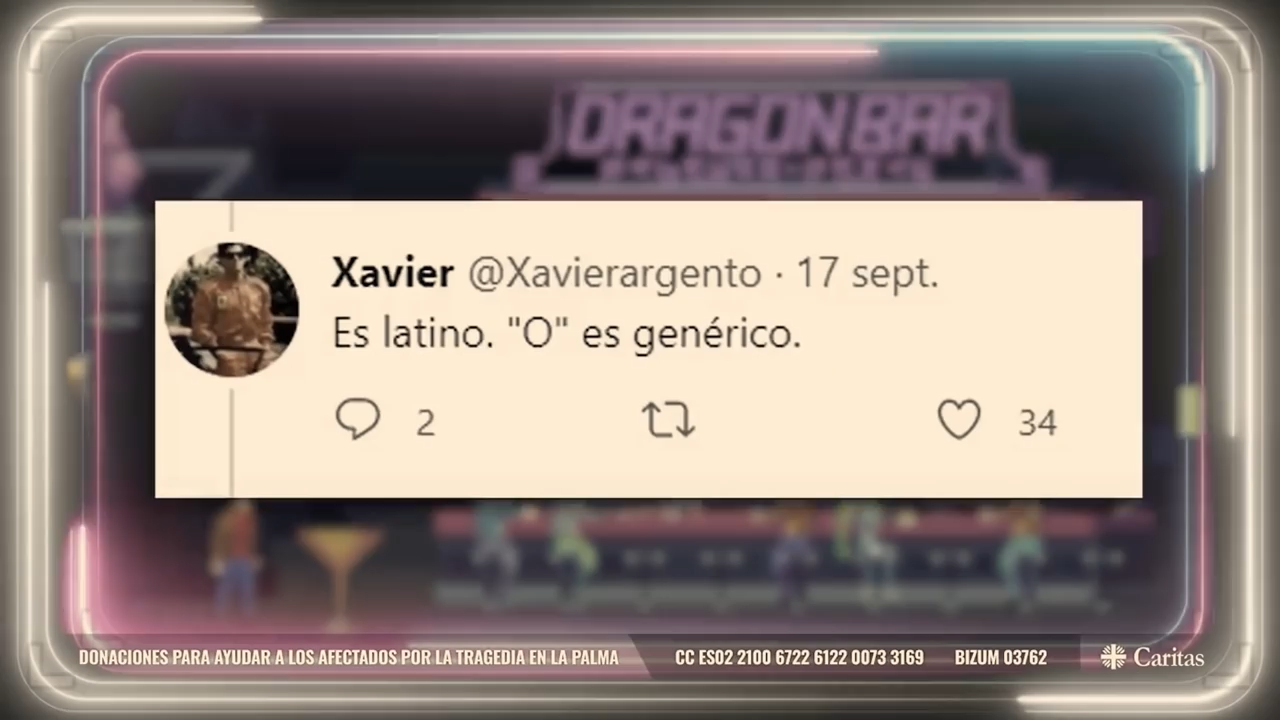 DRAGON BAR
Xavier @Xavierargento · 17 sept.
Es latino. "O" es genérico.
2 34
DONACIONES PARA AYUDAR A LOS AFECTADOS POR LA TRAGEDIA EN LA PALMA CC ES02 2100 6722 6122 0073 3169 BIZUM 03762 Caritas